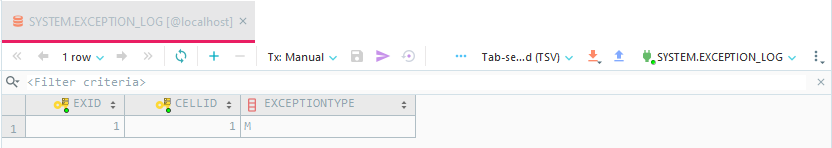 SYSTEM.EXCEPTION_LOG [@localhost]
1 row Tx: Manual Tab-se...d (TSV) SYSTEM.EXCEPTION_LOG
<Filter criteria>
EXID CELLID EXCEPTIONTYPE
1 1 1 M